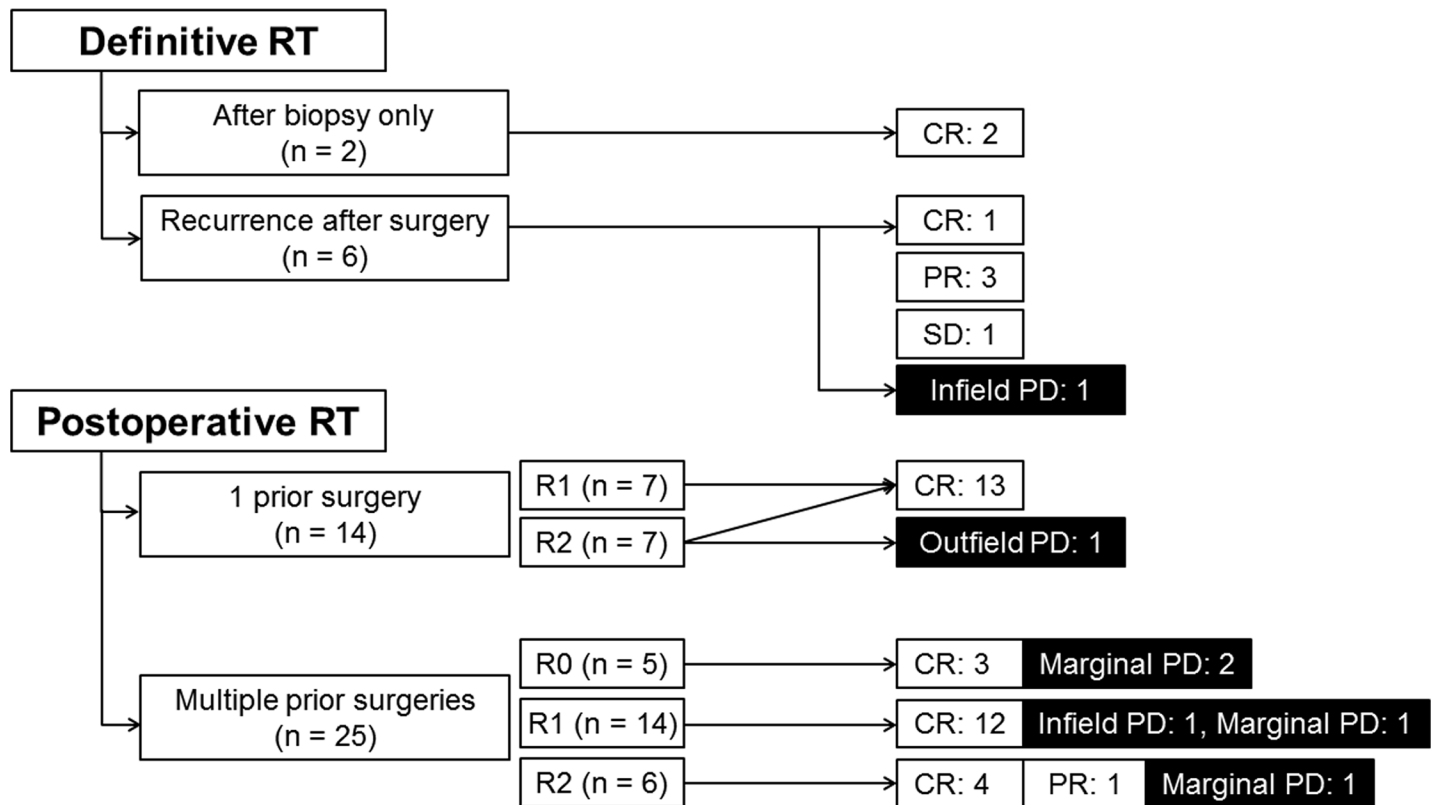 Definitive RT
After biopsy only
(n = 2)
CR: 2
Recurrence after surgery
(n = 6)
CR: 1
PR: 3
SD: 1
Infield PD: 1
Postoperative RT
1 prior surgery
(n = 14)
R1 (n = 7)
CR: 13
R2 (n = 7)
Outfield PD: 1
Multiple prior surgeries
(n = 25)
R0 (n = 5)
CR: 3
Marginal PD: 2
R1 (n = 14)
CR: 12
Infield PD: 1, Marginal PD: 1
R2 (n = 6)
CR: 4
PR: 1
Marginal PD: 1